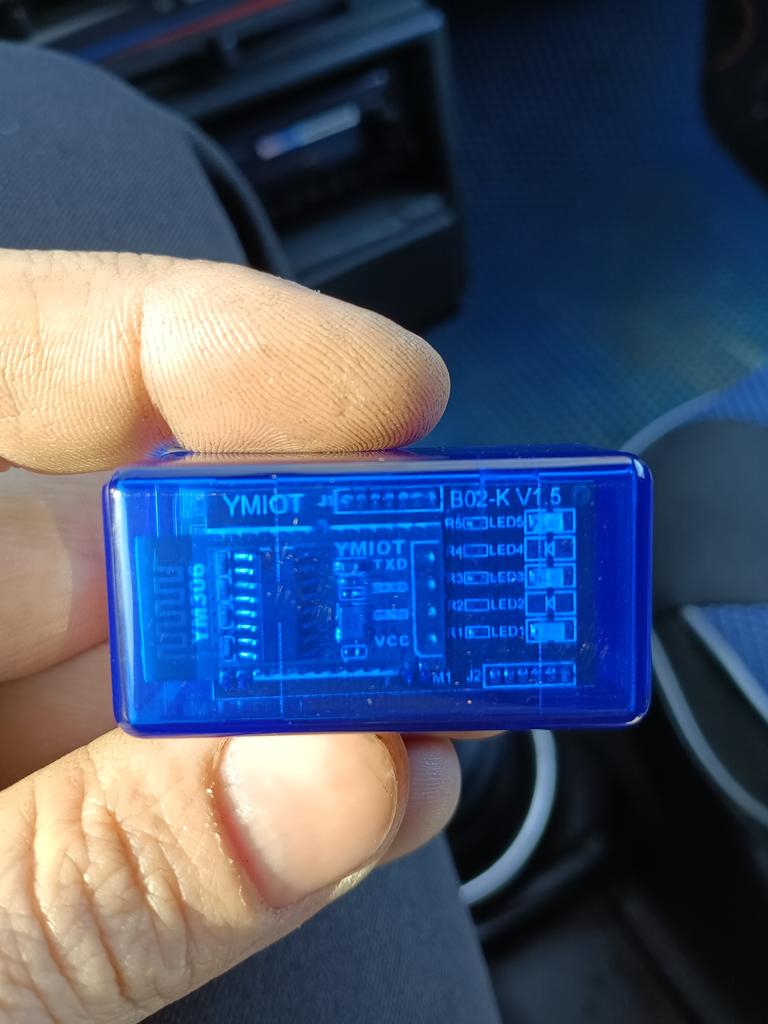 YMIOT J1 B02-K V1.5
R5 LED5
YMIOT
TXD
R4 LED4
YM306
R3 LED3
R2 LED2
VCC
R1 LED1
M1 J2